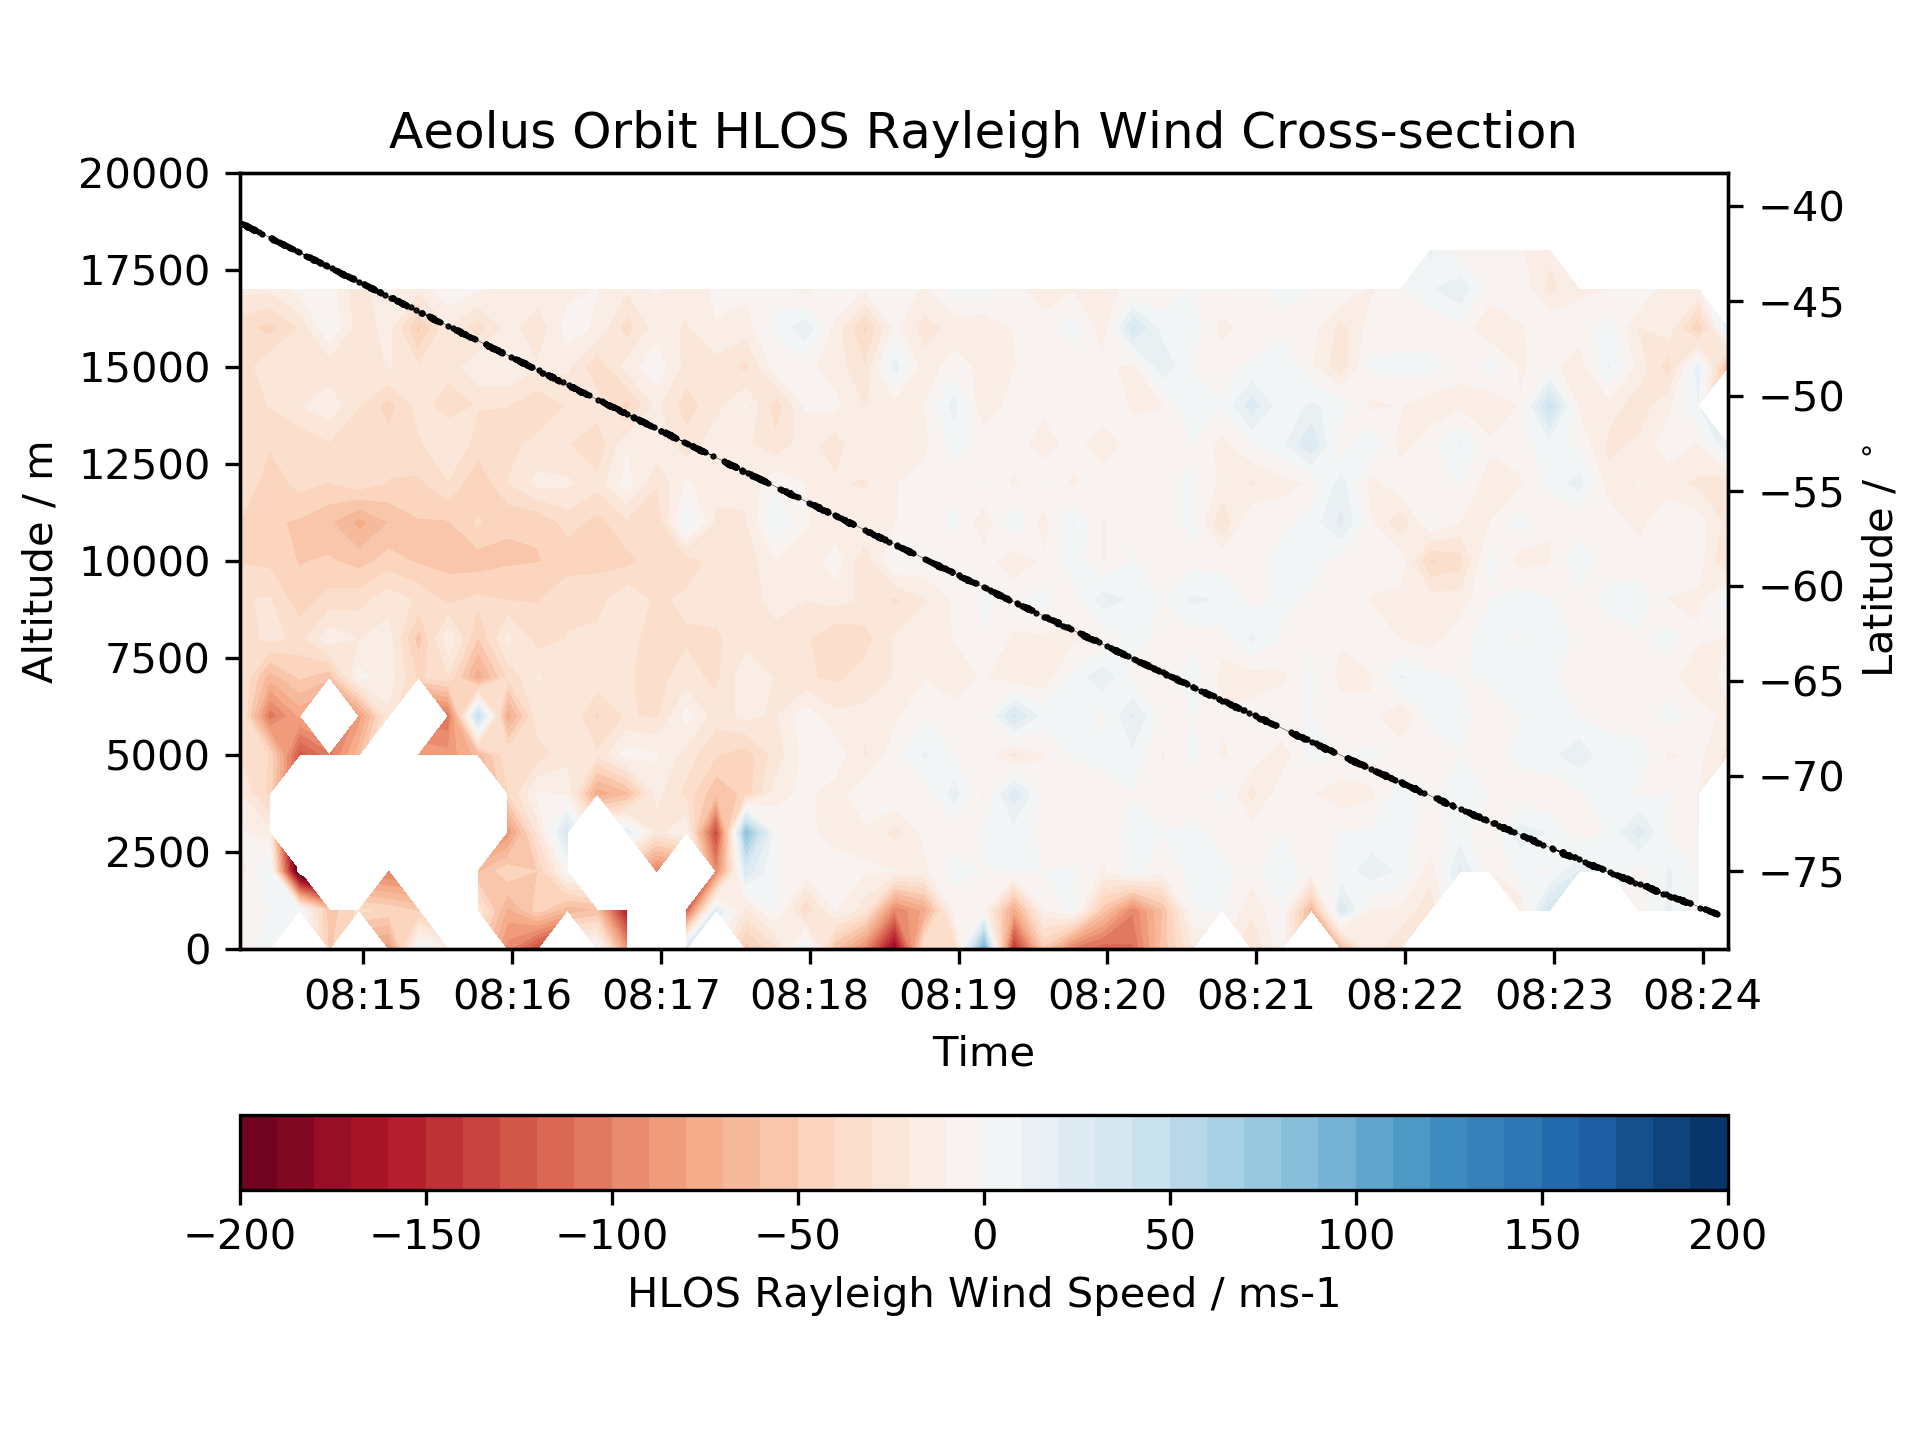 Aeolus Orbit HLOS Rayleigh Wind Cross-section
Altitude / m
20000
17500
15000
12500
10000
7500
5000
2500
0
−40
−45
−50
−55
−60
−65
−70
−75
Latitude / °
08:15 08:16 08:17 08:18 08:19 08:20 08:21 08:22 08:23 08:24
Time
−200 −150 −100 −50 0 50 100 150 200
HLOS Rayleigh Wind Speed / ms-1